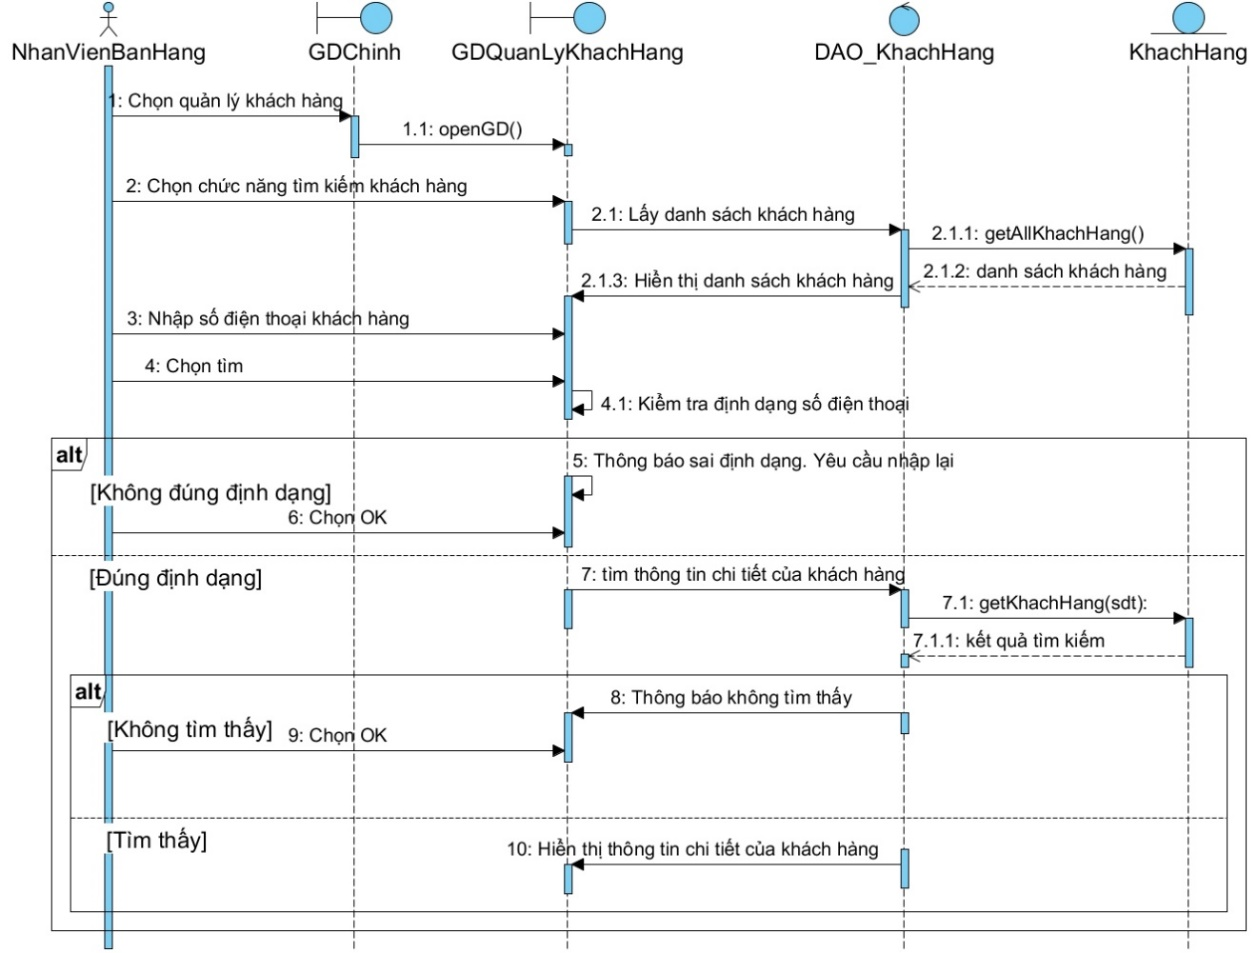 NhanVienBanHang
GDChinh
GDQuanLyKhachHang
DAO_KhachHang
KhachHang
1: Chọn quản lý khách hàng
1.1: openGD()
2: Chọn chức năng tìm kiếm khách hàng
2.1: Lấy danh sách khách hàng
2.1.1: getAllKhachHang()
2.1.2: danh sách khách hàng
2.1.3: Hiển thị danh sách khách hàng
3: Nhập số điện thoại khách hàng
4: Chọn tìm
4.1: Kiểm tra định dạng số điện thoại
alt
5: Thông báo sai định dạng. Yêu cầu nhập lại
[Không đúng định dạng]
6: Chọn OK
[Đúng định dạng]
7: tìm thông tin chi tiết của khách hàng
7.1: getKhachHang(sdt):
7.1.1: kết quả tìm kiếm
alt
8: Thông báo không tìm thấy
[Không tìm thấy]
9: Chọn OK
[Tìm thấy]
10: Hiển thị thông tin chi tiết của khách hàng